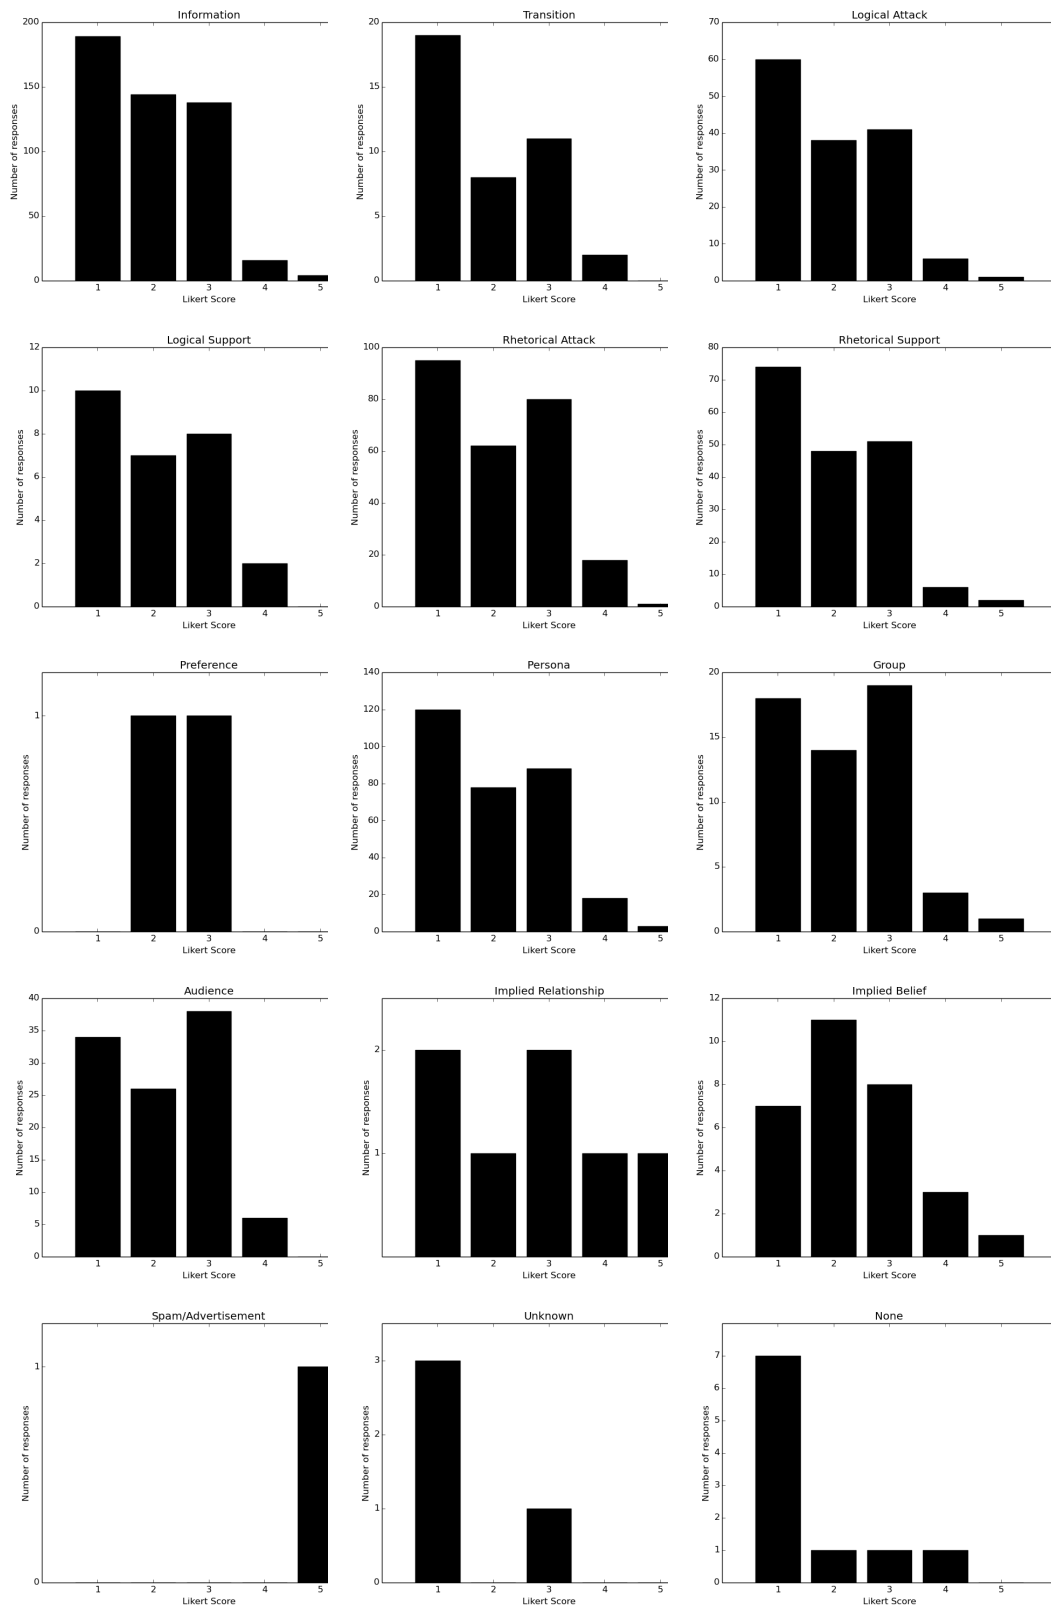 Information
200
150
100
50
0
Number of responses
1 2 3 4 5
Likert Score
Transition
20
15
10
5
0
Number of responses
1 2 3 4 5
Likert Score
Logical Attack
70
60
50
40
30
20
10
0
Number of responses
1 2 3 4 5
Likert Score
Logical Support
12
10
8
6
4
2
0
Number of responses
1 2 3 4 5
Likert Score
Rhetorical Attack
100
80
60
40
20
0
Number of responses
1 2 3 4 5
Likert Score
Rhetorical Support
80
70
60
50
40
30
20
10
0
Number of responses
1 2 3 4 5
Likert Score
Preference
1
0
Number of responses
1 2 3 4 5
Likert Score
Persona
140
120
100
80
60
40
20
0
Number of responses
1 2 3 4 5
Likert Score
Group
20
15
10
5
0
Number of responses
1 2 3 4 5
Likert Score
Audience
40
35
30
25
20
15
10
5
0
Number of responses
1 2 3 4 5
Likert Score
Implied Relationship
2
1
Number of responses
1 2 3 4 5
Likert Score
Implied Belief
12
10
8
6
4
2
0
Number of responses
1 2 3 4 5
Likert Score
Spam/Advertisement
1
0
Number of responses
1 2 3 4 5
Likert Score
Unknown
3
2
1
0
Number of responses
1 2 3 4 5
Likert Score
None
7
6
5
4
3
2
1
0
Number of responses
1 2 3 4 5
Likert Score